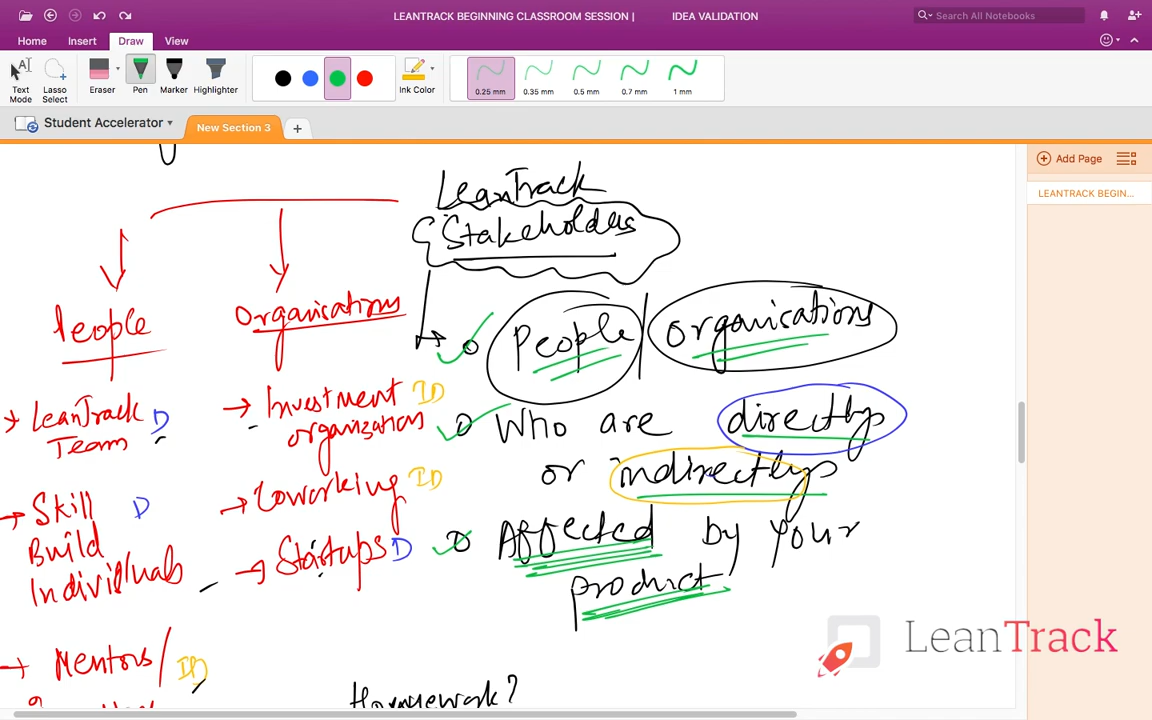 LEANTRACK BEGINNING CLASSROOM SESSION | IDEA VALIDATION
Search All Notebooks
Home Insert Draw View
Text Mode
Lasso Select
Eraser
Pen
Marker
Highlighter
Ink Color
0.25 mm 0.35 mm 0.5 mm 0.7 mm 1 mm
Student Accelerator
New Section 3
Add Page
LEANTRACK BEGIN...
LeanTrack
Stakeholders
People
Organisations
People / organisations
Who are directly
or indirectly
Affected by your
product
LeanTrack D
Team
Skill D
Build
Individuals
Mentors/ ID
Investment ID
organization
Coworking ID
Startups D
Homework?
LeanTrack